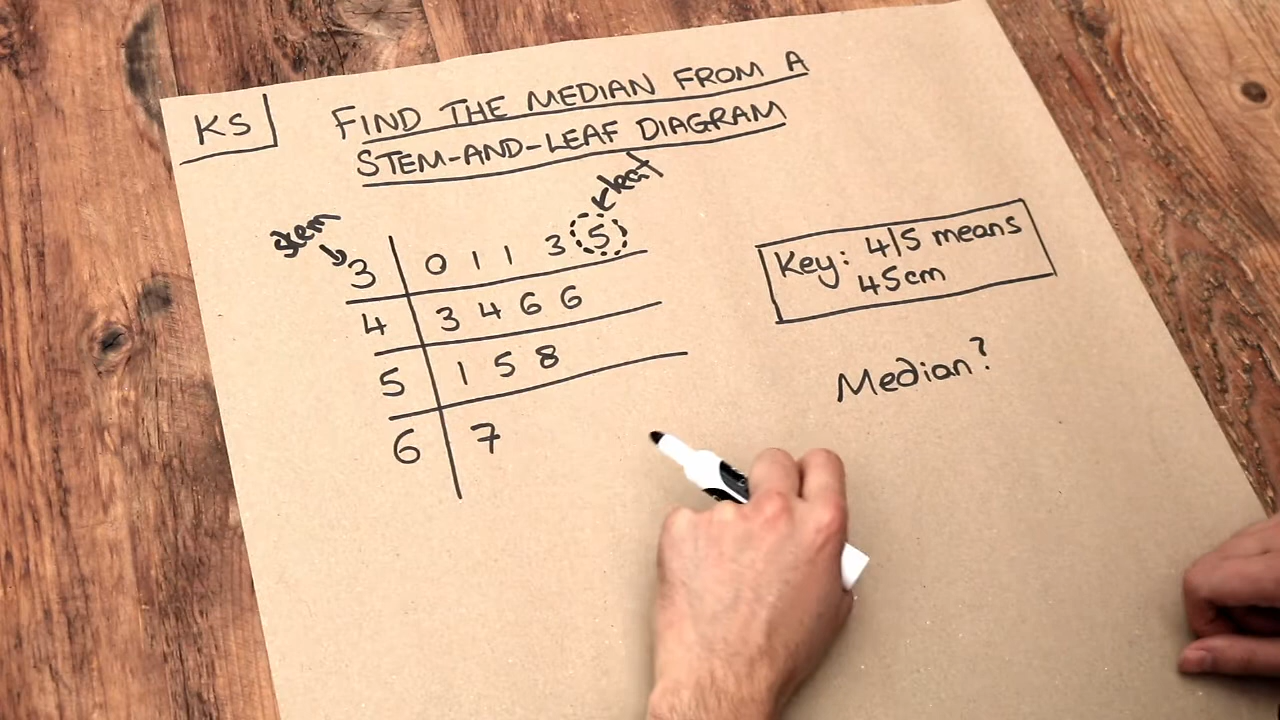 KS
FIND THE MEDIAN FROM A
STEM-AND-LEAF DIAGRAM
stem
leaf
3 | 0 1 1 3 5
4 | 3 4 6 6
5 | 1 5 8
6 | 7
Key: 4|5 means
45cm
Median?